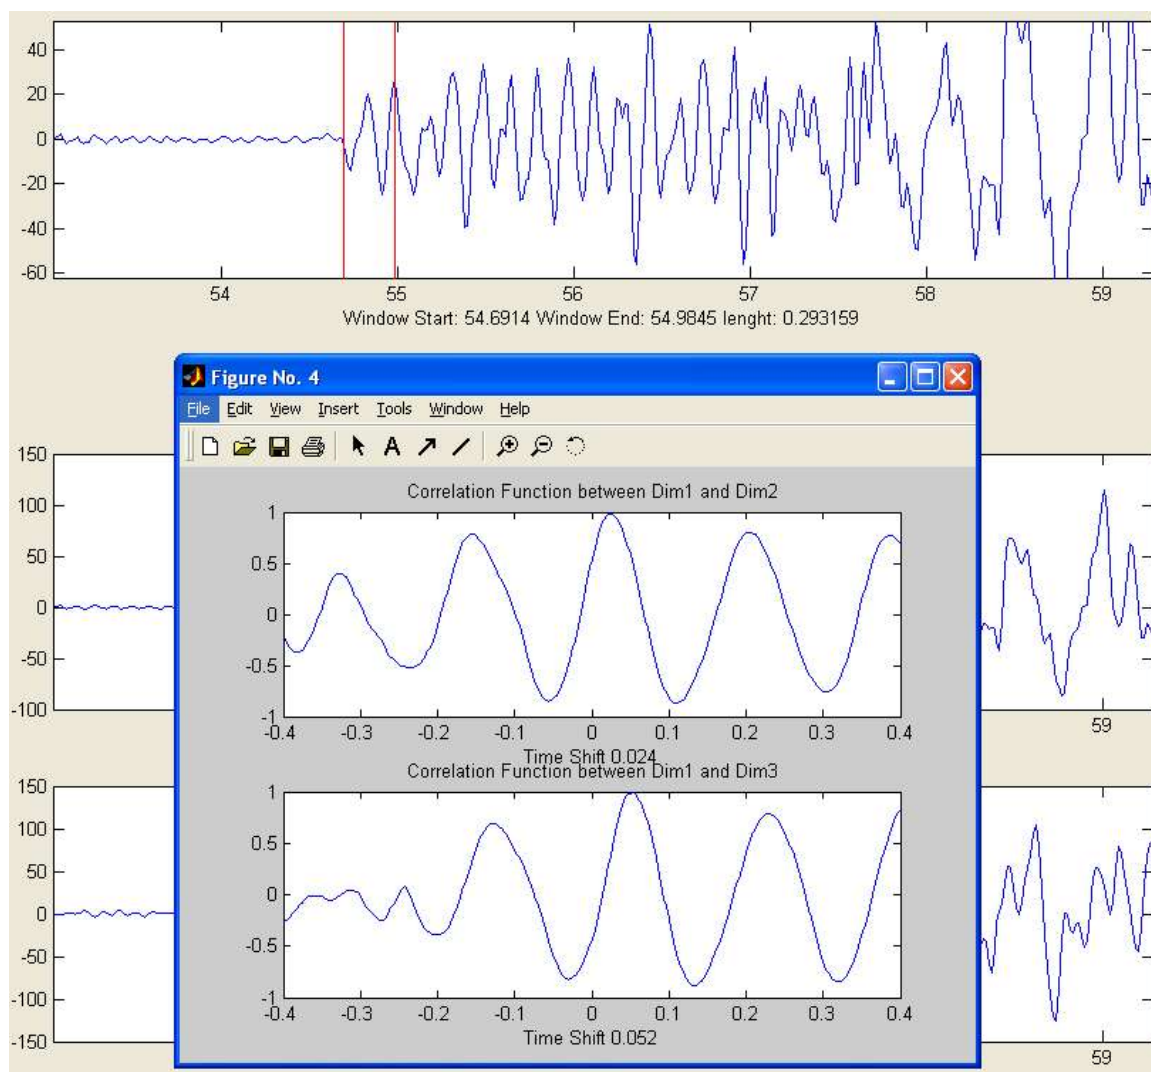 40
20
0
-20
-40
-60
54 55 56 57 58 59
Window Start: 54.6914 Window End: 54.9845 lenght: 0.293159
Figure No. 4
File Edit View Insert Tools Window Help
A
150
100
50
0
-50
-100
59
Correlation Function between Dim1 and Dim2
1
0.5
0
-0.5
-1
-0.4 -0.3 -0.2 -0.1 0 0.1 0.2 0.3 0.4
Time Shift 0.024
Correlation Function between Dim1 and Dim3
1
0.5
0
-0.5
-1
-0.4 -0.3 -0.2 -0.1 0 0.1 0.2 0.3 0.4
Time Shift 0.052
150
100
50
0
-50
-100
-150
59